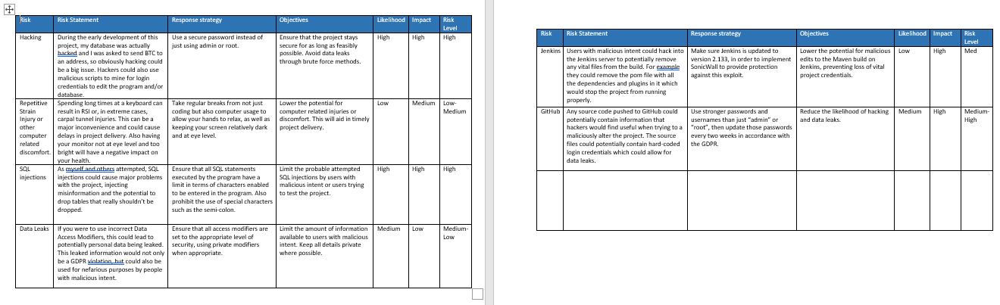 Risk Risk Statement Response strategy Objectives Likelihood Impact Risk
Level
Hacking
During the early development of this
project, my database was actually
hacked and I was asked to send BTC to
an address, so obviously hacking could
be a big issue. Hackers could also use
malicious scripts to mine for login
credentials to edit the program and/or
database.
Use a secure password instead of
just using admin or root.
Ensure that the project stays
secure for as long as feasibly
possible. Avoid data leaks
through brute force methods.
High
High
High
Repetitive
Strain
Injury or
other
computer
related
discomfort.
Spending long times at a keyboard can
result in RSI or, in extreme cases,
carpal tunnel injuries. This can be a
major inconvenience and could cause
delays in project delivery. Also having
your monitor not at eye level and too
bright will have a negative impact on
your health.
Take regular breaks from not just
coding but also computer usage to
allow your hands to relax, as well as
keeping your screen relatively dark
and at eye level.
Lower the potential for
computer related injuries or
discomfort. This will aid in timely
project delivery.
Low
Medium
Low-
Medium
SQL
injections
As myself and others attempted, SQL
injections could cause major problems
with the project, injecting
misinformation and the potential to
drop tables that really shouldn't be
dropped.
Ensure that all SQL statements
executed by the program have a
limit in terms of characters enabled
to be entered in the program. Also
prohibit the use of special characters
such as the semi-colon.
Limit the probable attempted
SQL injections by users with
malicious intent or users trying
to test the project.
High
High
High
Data Leaks
If you were to use incorrect Data
Access Modifiers, this could lead to
potentially personal data being leaked.
This leaked information would not only
be a GDPR violation, but could also be
used for nefarious purposes by people
with malicious intent.
Ensure that all access modifiers are
set to the appropriate level of
security, using private modifiers
when appropriate.
Limit the amount of information
available to users with malicious
intent. Keep all details private
where possible.
Medium
Low
Medium-
Low
Risk Risk Statement Response strategy Objectives Likelihood Impact Risk
Level
Jenkins
Users with malicious intent could hack into
the Jenkins server to potentially remove
any vital files from the build. For example
they could remove the pom file with all
the dependencies and plugins in it which
would stop the project from running
properly.
Make sure Jenkins is updated to
version 2.133, in order to implement
SonicWall to provide protection
against this exploit.
Lower the potential for malicious
edits to the Maven build on
Jenkins, preventing loss of vital
project credentials.
Low
High
Med
GitHub
Any source code pushed to GitHub could
potentially contain information that
hackers would find useful when trying to a
maliciously alter the project. The source
files could potentially contain hard-coded
login credentials which could allow for
data leaks.
Use stronger passwords and
usernames than just “admin” or
“root”, then update those passwords
every two weeks in accordance with
the GDPR.
Reduce the likelihood of hacking
and data leaks.
Medium
High
Medium-
High